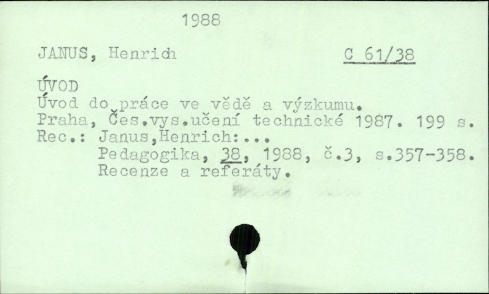 1988
JANUS, Henrich C 61/38
ÚVOD
Úvod do práce ve vědě a výzkumu.
Praha, Čes.vys.učení technické 1987. 199 s.
Rec.: Janus,Henrich:...
Pedagogika, 38, 1988, č.3, s.357-358.
Recenze a referáty.